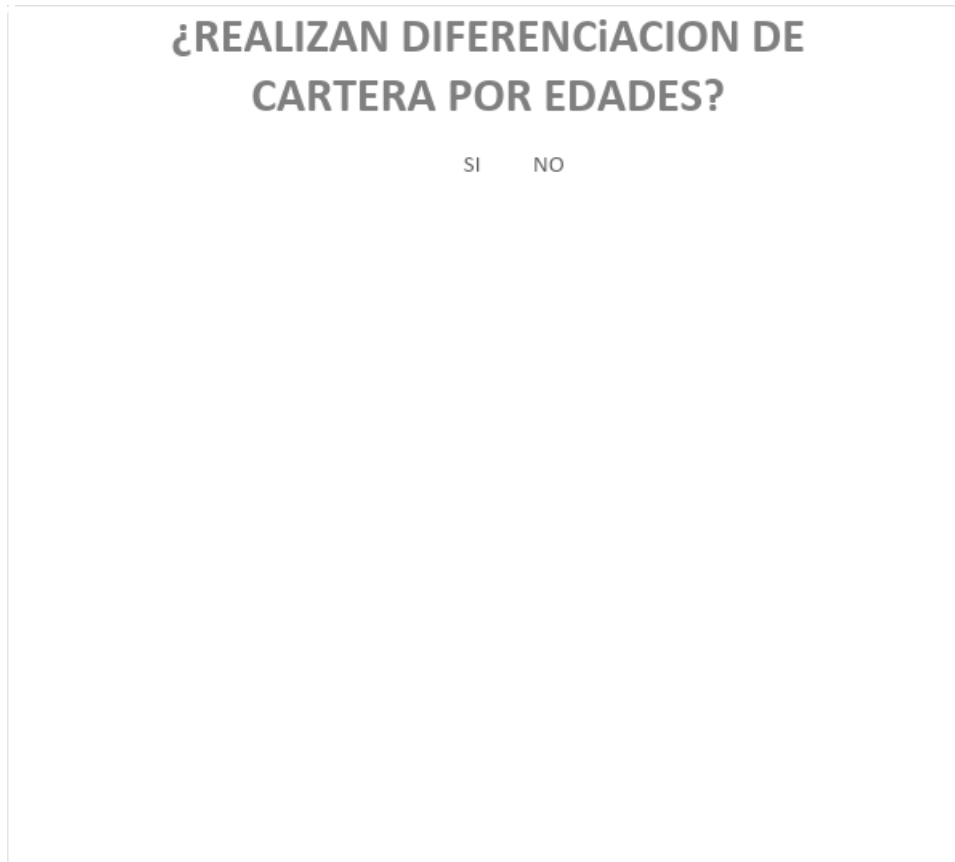 ¿REALIZAN DIFERENCiACION DE
CARTERA POR EDADES?
SI NO